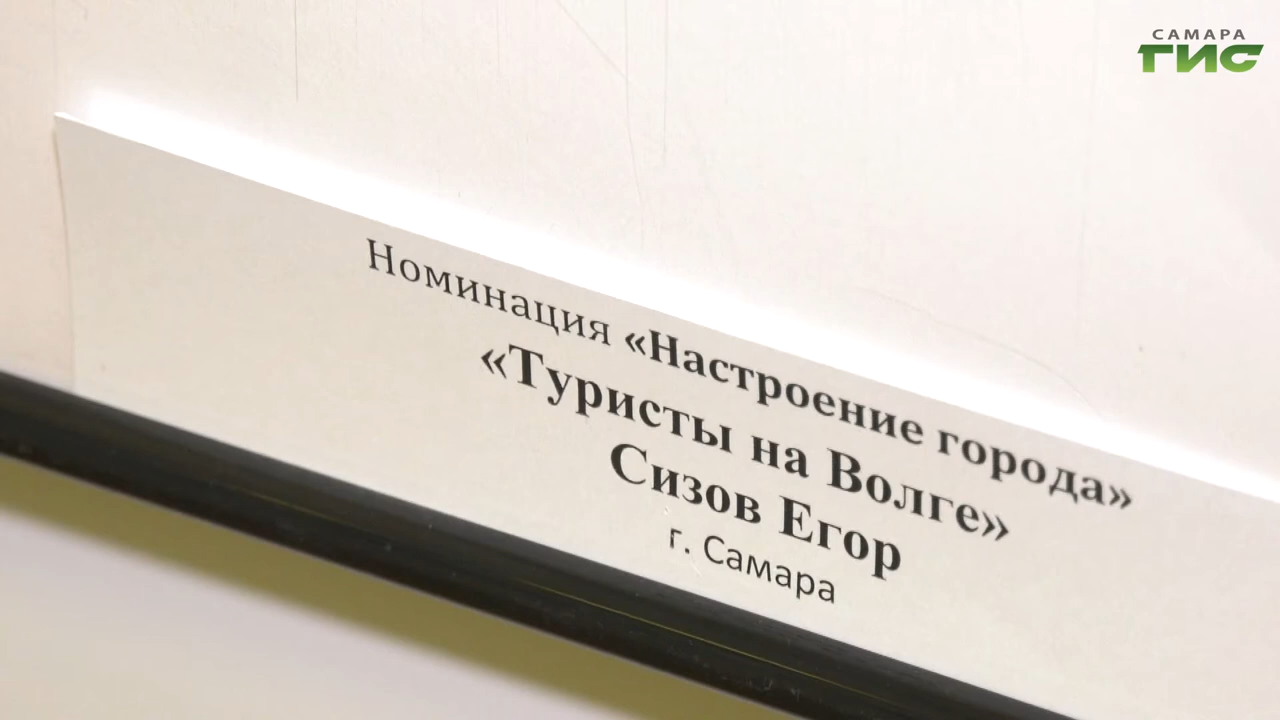 САМАРА
ГИС
Номинация «Настроение города»
«Туристы на Волге»
Сизов Егор
г. Самара